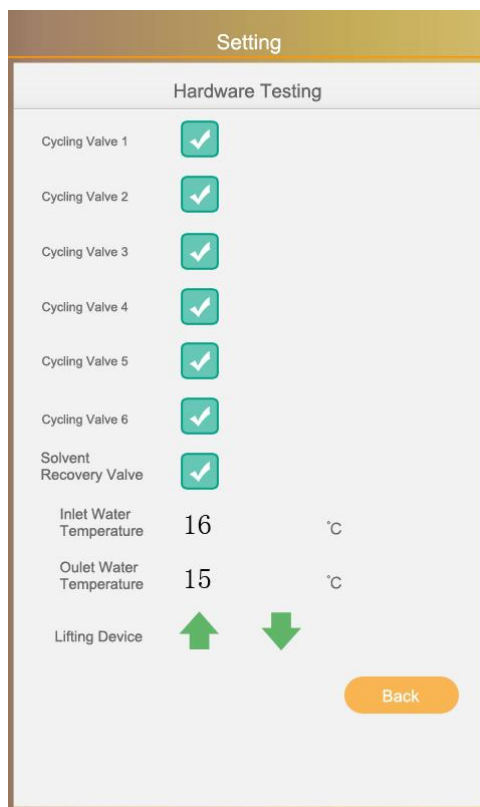 Setting
Hardware Testing
Cycling Valve 1
Cycling Valve 2
Cycling Valve 3
Cycling Valve 4
Cycling Valve 5
Cycling Valve 6
Solvent
Recovery Valve
Inlet Water
Temperature 16 °C
Oulet Water
Temperature 15 °C
Lifting Device
Back